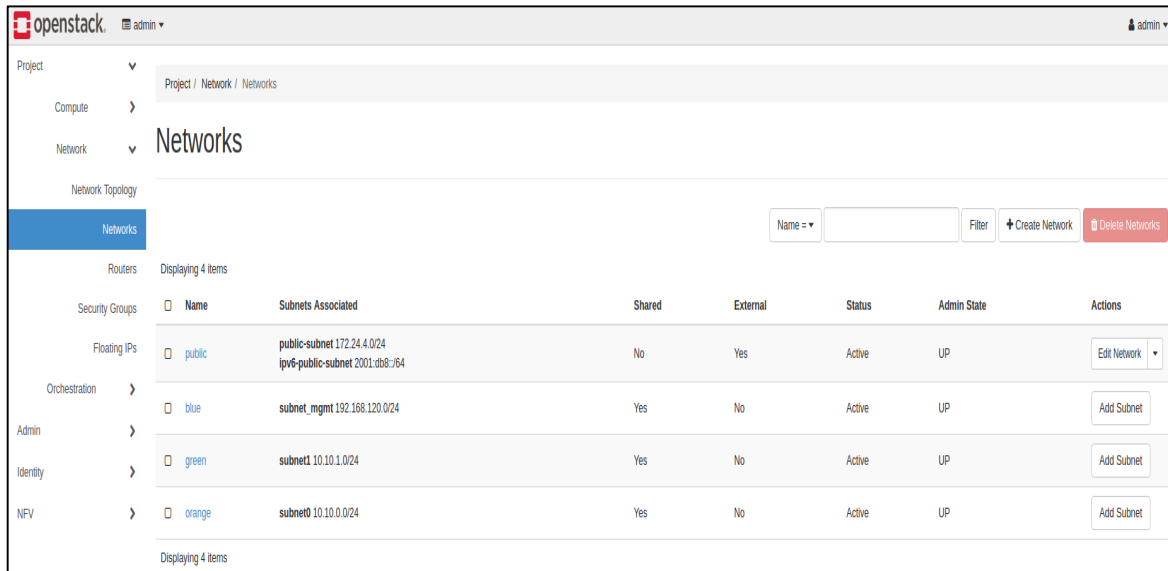 openstack. admin
admin
Project
Compute
Network
Network Topology
Networks
Routers
Security Groups
Floating IPs
Orchestration
Admin
Identity
NFV
Project / Network / Networks
Networks
Name = Filter +Create Network Delete Networks
Displaying 4 items
Name Subnets Associated Shared External Status Admin State Actions
public public-subnet 172.24.4.0/24 No Yes Active UP Edit Network
ipv6-public-subnet 2001:db8::/64
blue subnet_mgmt 192.168.120.0/24 Yes No Active UP Add Subnet
green subnet1 10.10.1.0/24 Yes No Active UP Add Subnet
orange subnet0 10.10.0.0/24 Yes No Active UP Add Subnet
Displaying 4 items